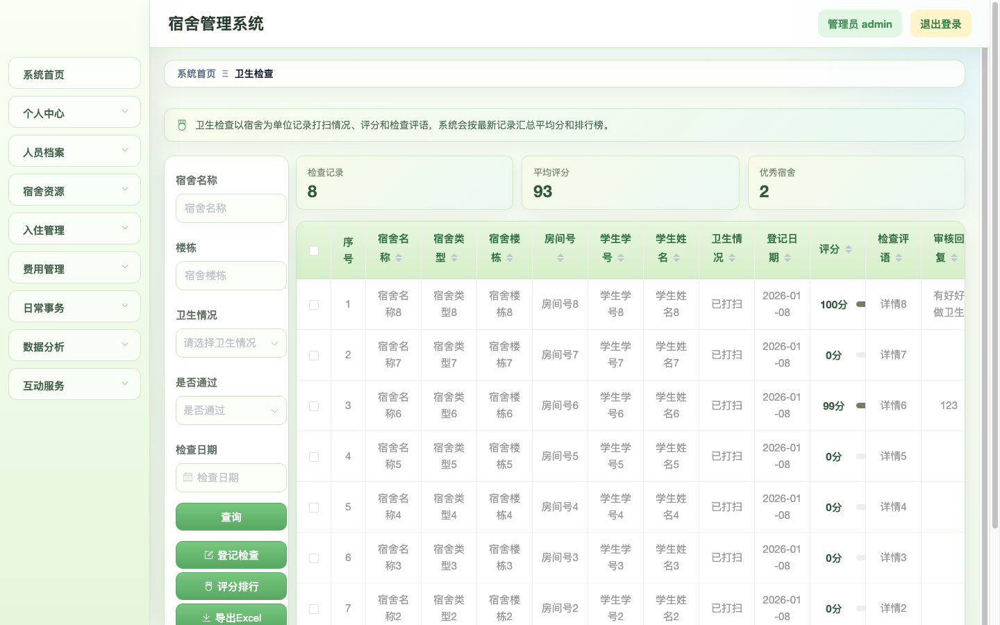 宿舍管理系统
管理员 admin
退出登录
系统首页
个人中心
人员档案
宿舍资源
入住管理
费用管理
日常事务
数据分析
互动服务
系统首页 卫生检查
卫生检查以宿舍为单位记录打扫情况、评分和检查评语，系统会按最新记录汇总平均分和排行榜。
宿舍名称
宿舍名称
楼栋
宿舍楼栋
卫生情况
请选择卫生情况
是否通过
是否通过
检查日期
检查日期
查询
登记检查
评分排行
导出Excel
检查记录
8
平均评分
93
优秀宿舍
2
序号 宿舍名称 宿舍类型 宿舍楼栋 房间号 学生学号 学生姓名 卫生情况 登记日期 评分 检查评语 审核回复
1 宿舍名称8 宿舍类型8 宿舍楼栋8 房间号8 学生学号8 学生姓名8 已打扫 2026-01-08 100分 详情8 有好好做卫生
2 宿舍名称7 宿舍类型7 宿舍楼栋7 房间号7 学生学号7 学生姓名7 已打扫 2026-01-08 0分 详情7
3 宿舍名称6 宿舍类型6 宿舍楼栋6 房间号6 学生学号6 学生姓名6 已打扫 2026-01-08 99分 详情6 123
4 宿舍名称5 宿舍类型5 宿舍楼栋5 房间号5 学生学号5 学生姓名5 已打扫 2026-01-08 0分 详情5
5 宿舍名称4 宿舍类型4 宿舍楼栋4 房间号4 学生学号4 学生姓名4 已打扫 2026-01-08 0分 详情4
6 宿舍名称3 宿舍类型3 宿舍楼栋3 房间号3 学生学号3 学生姓名3 已打扫 2026-01-08 0分 详情3
7 宿舍名称2 宿舍类型2 宿舍楼栋2 房间号2 学生学号2 学生姓名2 已打扫 2026-01-08 0分 详情2